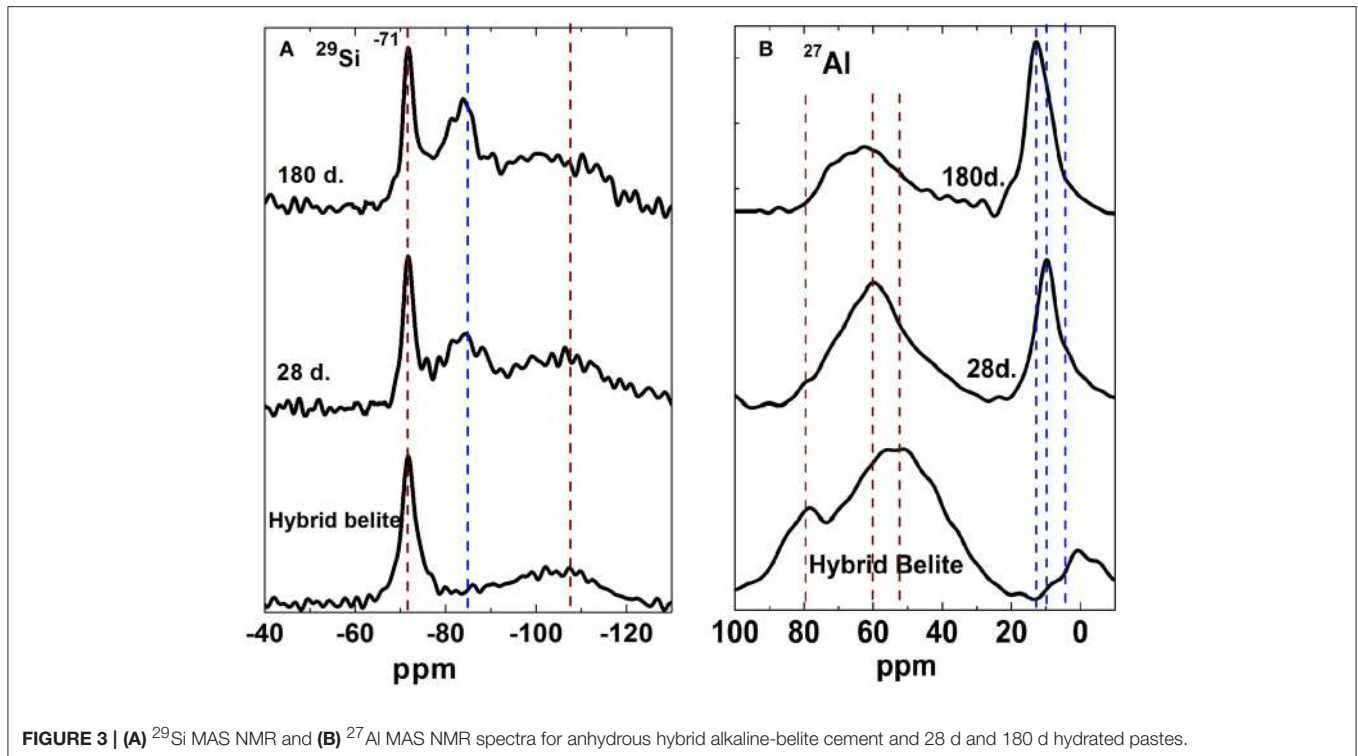 A ²⁹Si -71
180 d.
28 d.
Hybrid belite
-40 -60 -80 -100 -120
ppm
B ²⁷Al
180d.
28d.
Hybrid Belite
100 80 60 40 20 0
ppm
FIGURE 3 | (A) ²⁹Si MAS NMR and (B) ²⁷Al MAS NMR spectra for anhydrous hybrid alkaline-belite cement and 28 d and 180 d hydrated pastes.